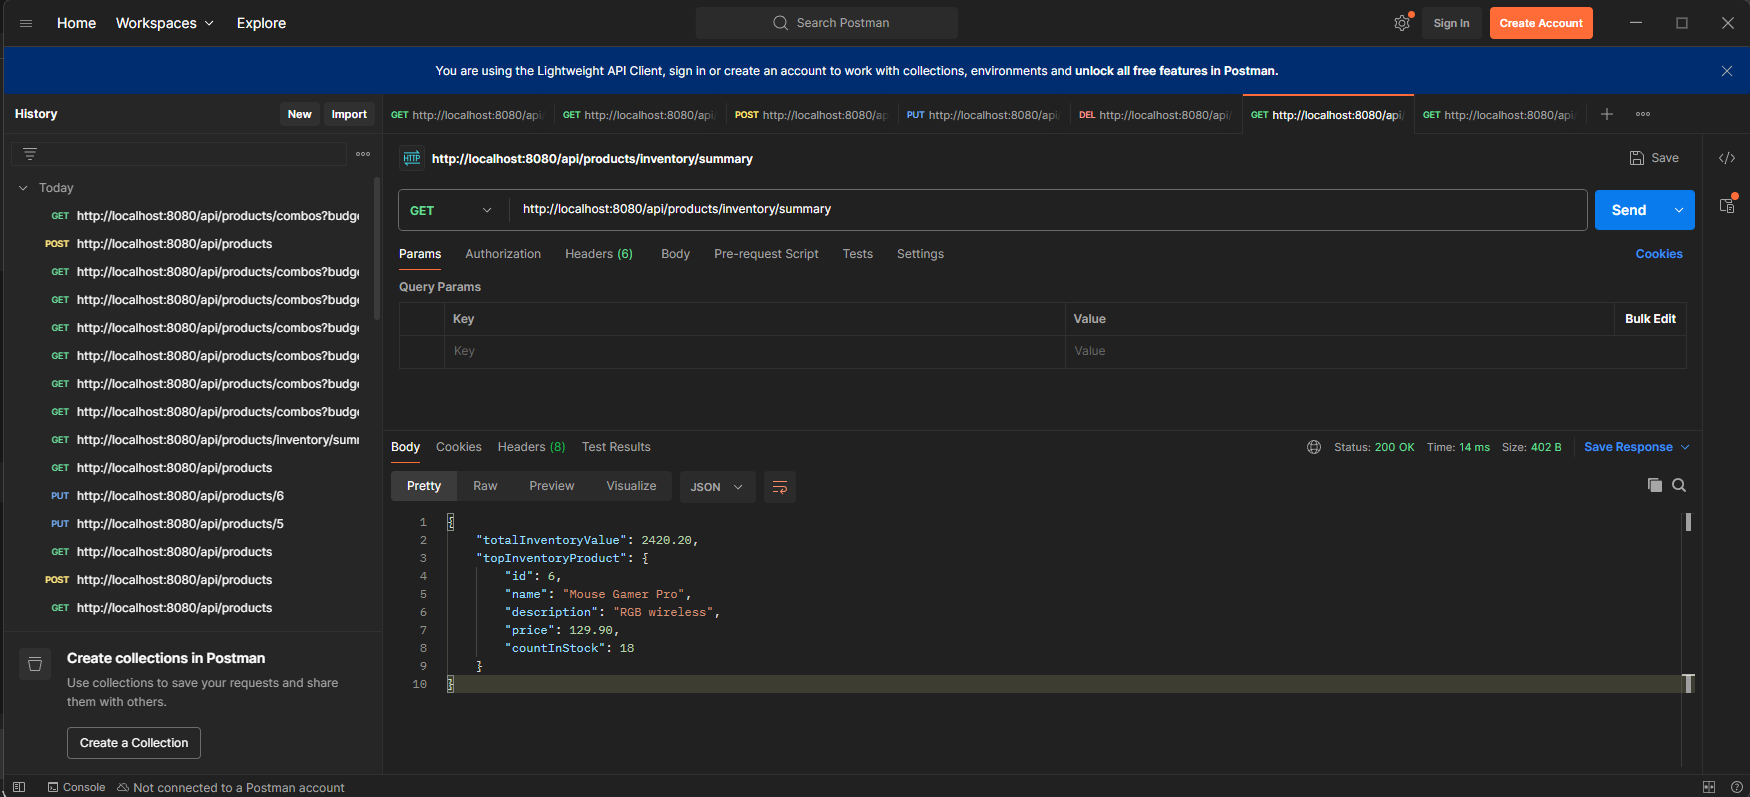 Home Workspaces Explore Search Postman Sign In Create Account
You are using the Lightweight API Client, sign in or create an account to work with collections, environments and unlock all free features in Postman.
History New Import
GET http://localhost:8080/api/ GET http://localhost:8080/api/ POST http://localhost:8080/ap PUT http://localhost:8080/api/ DEL http://localhost:8080/api/ GET http://localhost:8080/api/ GET http://localhost:8080/api/
HTTP http://localhost:8080/api/products/inventory/summary Save
GET http://localhost:8080/api/products/inventory/summary Send
Params Authorization Headers (6) Body Pre-request Script Tests Settings Cookies
Query Params
Key Value Bulk Edit
Key Value
Today
GET http://localhost:8080/api/products/combos?budge
POST http://localhost:8080/api/products
GET http://localhost:8080/api/products/combos?budge
GET http://localhost:8080/api/products/combos?budge
GET http://localhost:8080/api/products/combos?budge
GET http://localhost:8080/api/products/combos?budge
GET http://localhost:8080/api/products/combos?budge
GET http://localhost:8080/api/products/combos?budge
GET http://localhost:8080/api/products/inventory/sum
GET http://localhost:8080/api/products
PUT http://localhost:8080/api/products/6
PUT http://localhost:8080/api/products/5
GET http://localhost:8080/api/products
POST http://localhost:8080/api/products
GET http://localhost:8080/api/products
Create collections in Postman
Use collections to save your requests and share
them with others.
Create a Collection
Body Cookies Headers (8) Test Results Status: 200 OK Time: 14 ms Size: 402 B Save Response
Pretty Raw Preview Visualize JSON
1 {
2 "totalInventoryValue": 2420.20,
3 "topInventoryProduct": {
4 "id": 6,
5 "name": "Mouse Gamer Pro",
6 "description": "RGB wireless",
7 "price": 129.90,
8 "countInStock": 18
9 }
10 }
Console Not connected to a Postman account